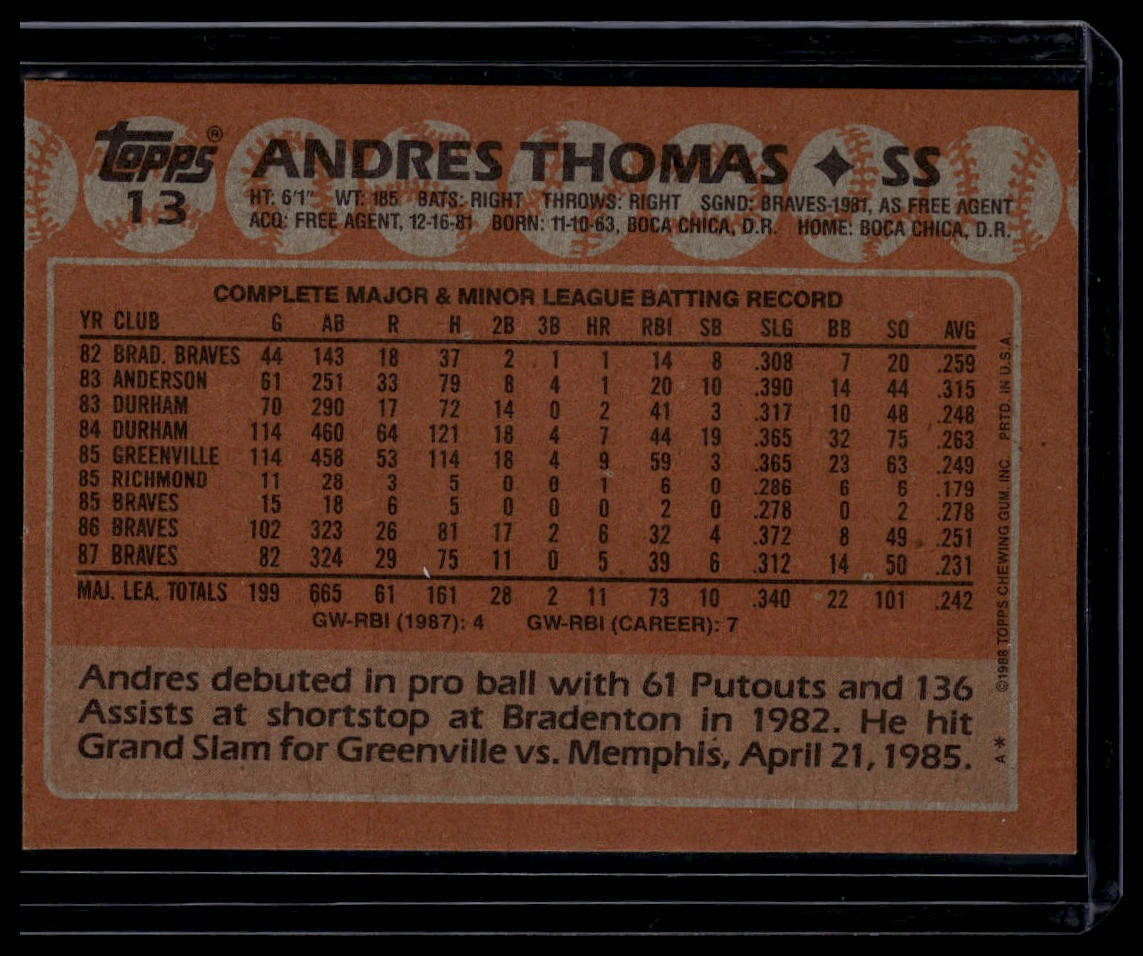 topps® ANDRES THOMAS ✦ SS
13
HT: 6'1" WT: 185 BATS: RIGHT THROWS: RIGHT SGND: BRAVES-1981, AS FREE AGENT
ACQ: FREE AGENT, 12-16-81 BORN: 11-10-63, BOCA CHICA, D.R. HOME: BOCA CHICA, D.R.
COMPLETE MAJOR & MINOR LEAGUE BATTING RECORD
YR CLUB G AB R H 2B 3B HR RBI SB SLG BB SO AVG
82 BRAD. BRAVES 44 143 18 37 2 1 1 14 8 .308 7 20 .259
83 ANDERSON 61 251 33 79 8 4 1 20 10 .390 14 44 .315
83 DURHAM 70 290 17 72 14 0 2 41 3 .317 10 48 .248
84 DURHAM 114 460 64 121 18 4 7 44 19 .365 32 75 .263
85 GREENVILLE 114 458 53 114 18 4 9 59 3 .365 23 63 .249
85 RICHMOND 11 28 3 5 0 0 1 6 0 .286 6 6 .179
85 BRAVES 15 18 6 5 0 0 0 2 0 .278 0 2 .278
86 BRAVES 102 323 26 81 17 2 6 32 4 .372 8 49 .251
87 BRAVES 82 324 29 75 11 0 5 39 6 .312 14 50 .231
MAJ. LEA. TOTALS 199 665 61 161 28 2 11 73 10 .340 22 101 .242
GW-RBI (1987): 4 GW-RBI (CAREER): 7
Andres debuted in pro ball with 61 Putouts and 136
Assists at shortstop at Bradenton in 1982. He hit
Grand Slam for Greenville vs. Memphis, April 21, 1985.
A** ©1988 TOPPS CHEWING GUM, INC. PRTD. IN U.S.A.